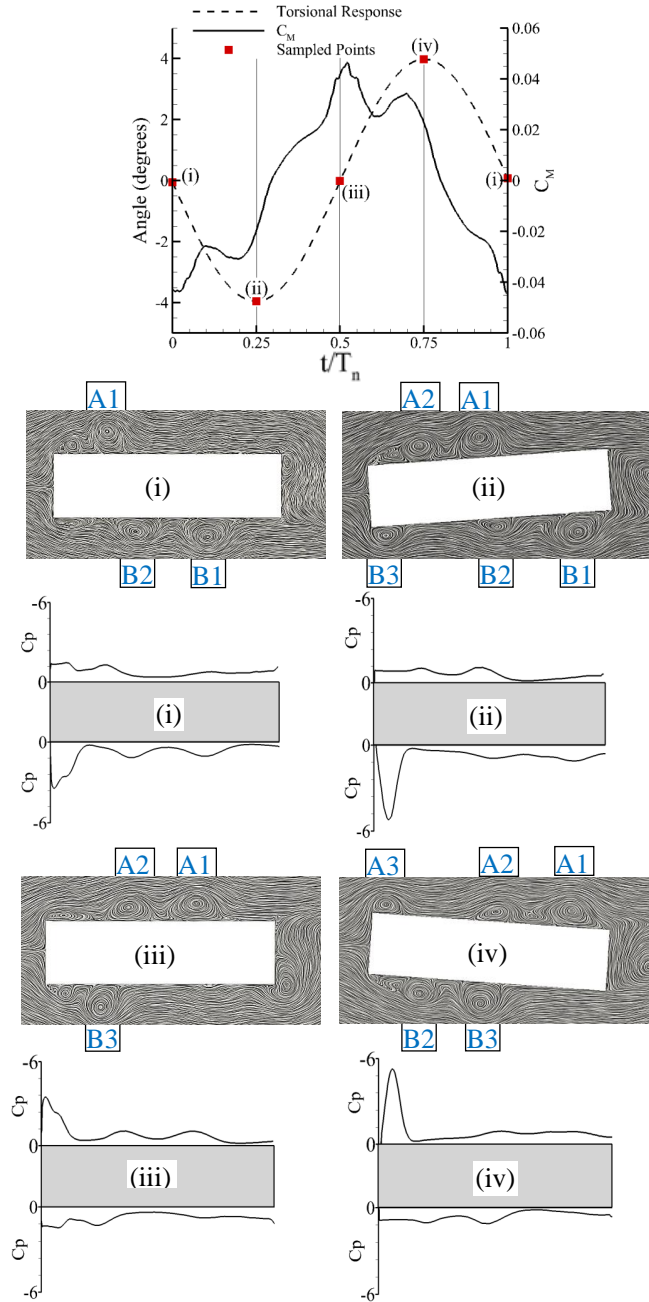 Torsional Response
C_M
Sampled Points
4
2
0
-2
-4
Angle (degrees)
0.06
0.04
0.02
0
-0.02
-0.04
-0.06
C_M
(i)
(ii)
(iii)
(iv)
(i)
0
0.25
0.5
0.75
1
t/T_n
A1
A2
A1
(i)
(ii)
B2
B1
B3
B2
B1
-6
Cp
0
(i)
0
Cp
-6
-6
Cp
0
(ii)
0
Cp
-6
A2
A1
A3
A2
A1
(iii)
(iv)
B3
B2
B3
-6
Cp
0
(iii)
0
Cp
-6
-6
Cp
0
(iv)
0
Cp
-6